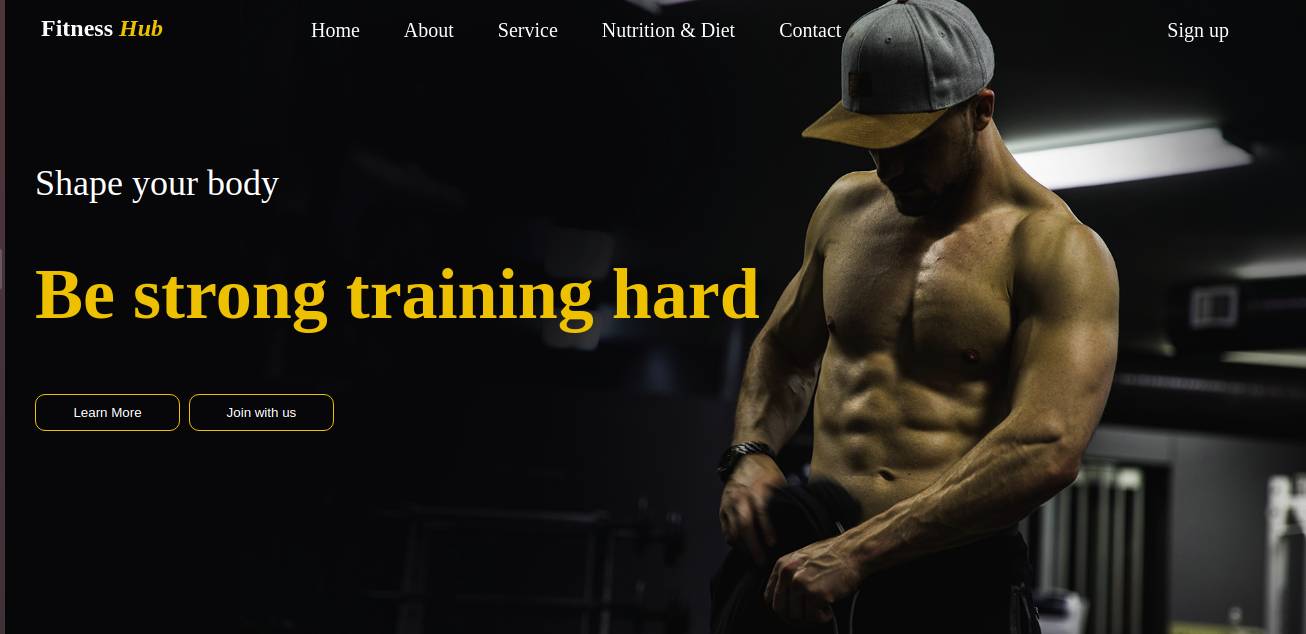 Fitness Hub Home About Service Nutrition & Diet Contact Sign up
Shape your body
Be strong training hard
Learn More Join with us